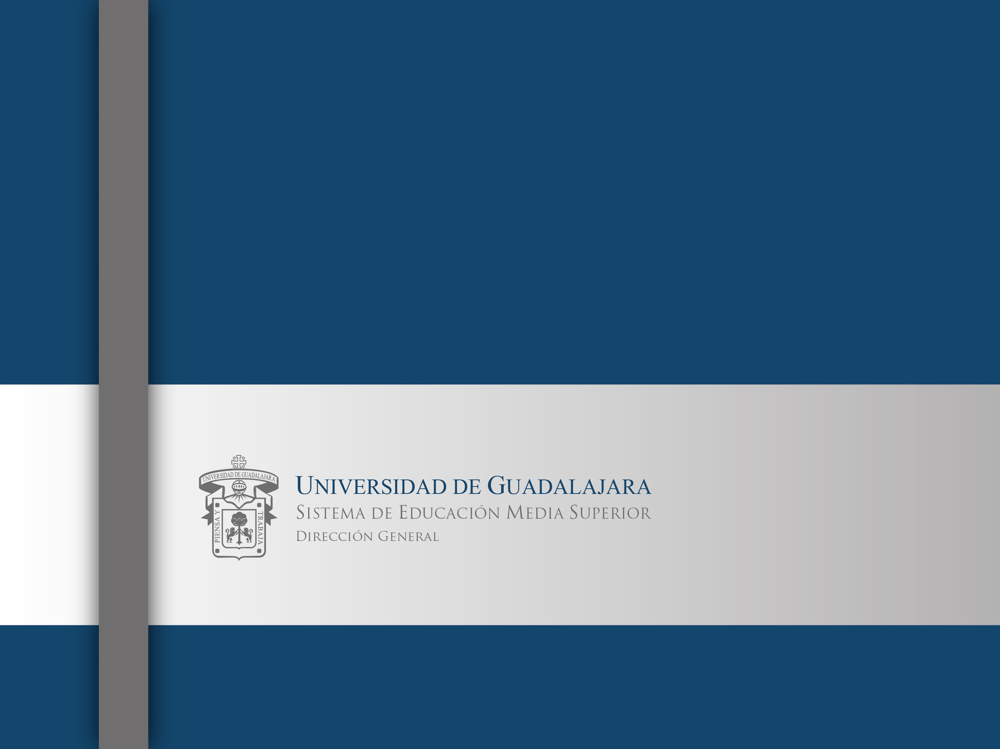 UNIVERSIDAD DE GUADALAJARA
PIENSA Y
TRABAJA
UNIVERSIDAD DE GUADALAJARA
SISTEMA DE EDUCACIÓN MEDIA SUPERIOR
DIRECCIÓN GENERAL